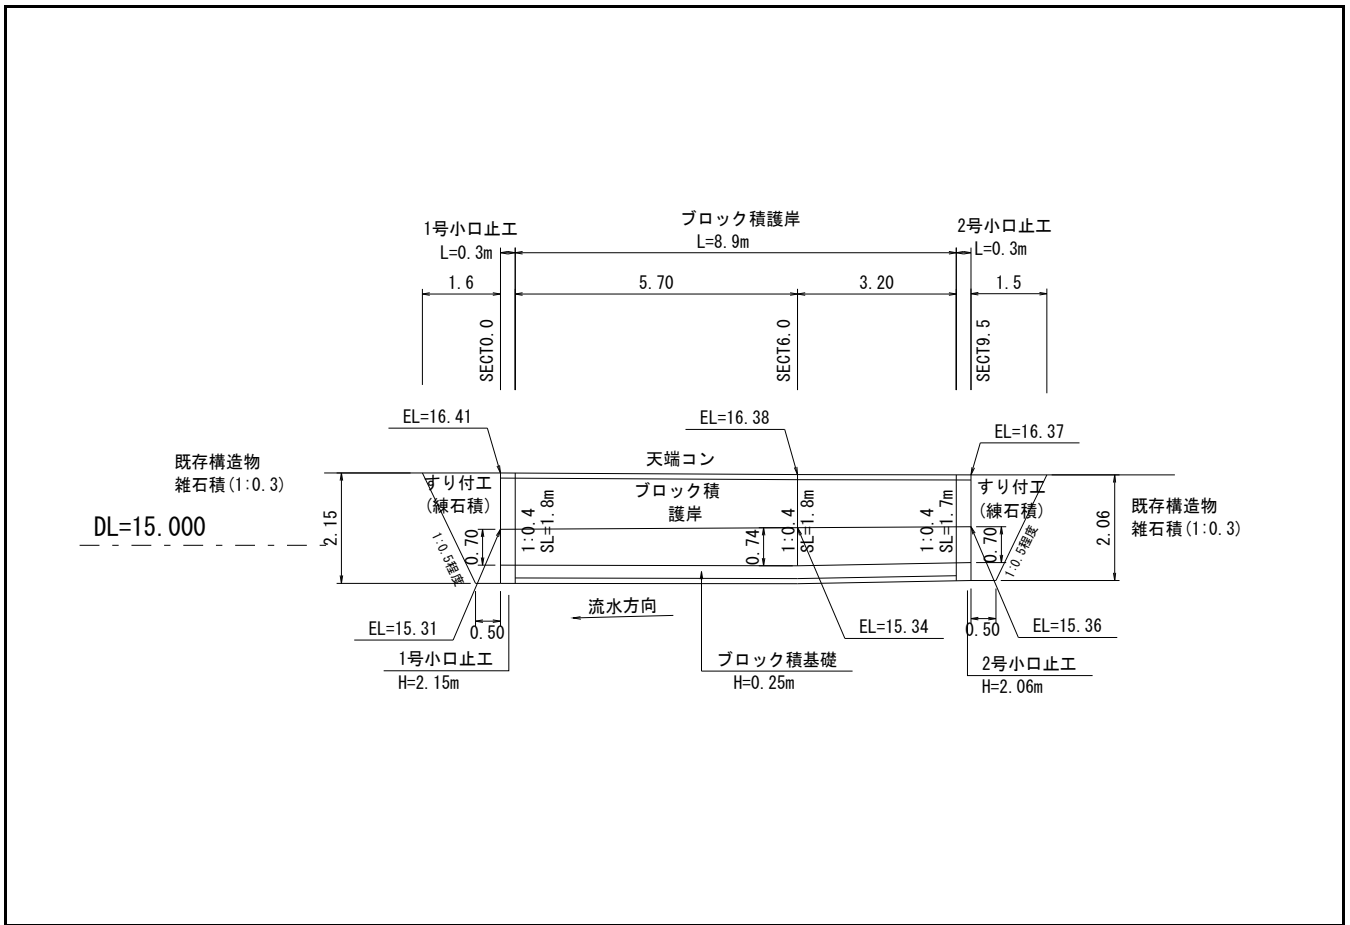 ブロック積護岸
1号小口止工
2号小口止工
L=0.3m
L=8.9m
L=0.3m
1.6
5.70
3.20
1.5
SECT0.0
SECT6.0
SECT9.5
EL=16.41
EL=16.38
EL=16.37
既存構造物
雑石積(1:0.3)
天端コン
すり付工
(練石積)
ブロック積
護岸
すり付工
(練石積)
既存構造物
雑石積(1:0.3)
DL=15.000
2.15
1:0.5程度
0.70
1:0.4
SL=1.8m
0.74
1:0.4
SL=1.8m
1:0.4
SL=1.7m
0.70
1:0.5程度
2.06
流水方向
EL=15.31
0.50
EL=15.34
0.50
EL=15.36
1号小口止工
H=2.15m
ブロック積基礎
H=0.25m
2号小口止工
H=2.06m